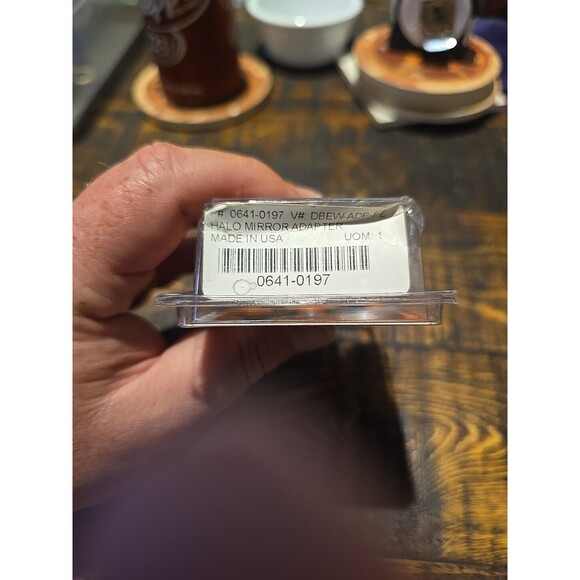 P# 0641-0197 V# DBEW-ADP
HALO MIRROR ADAPTER
MADE IN USA UOM: 1
0641-0197